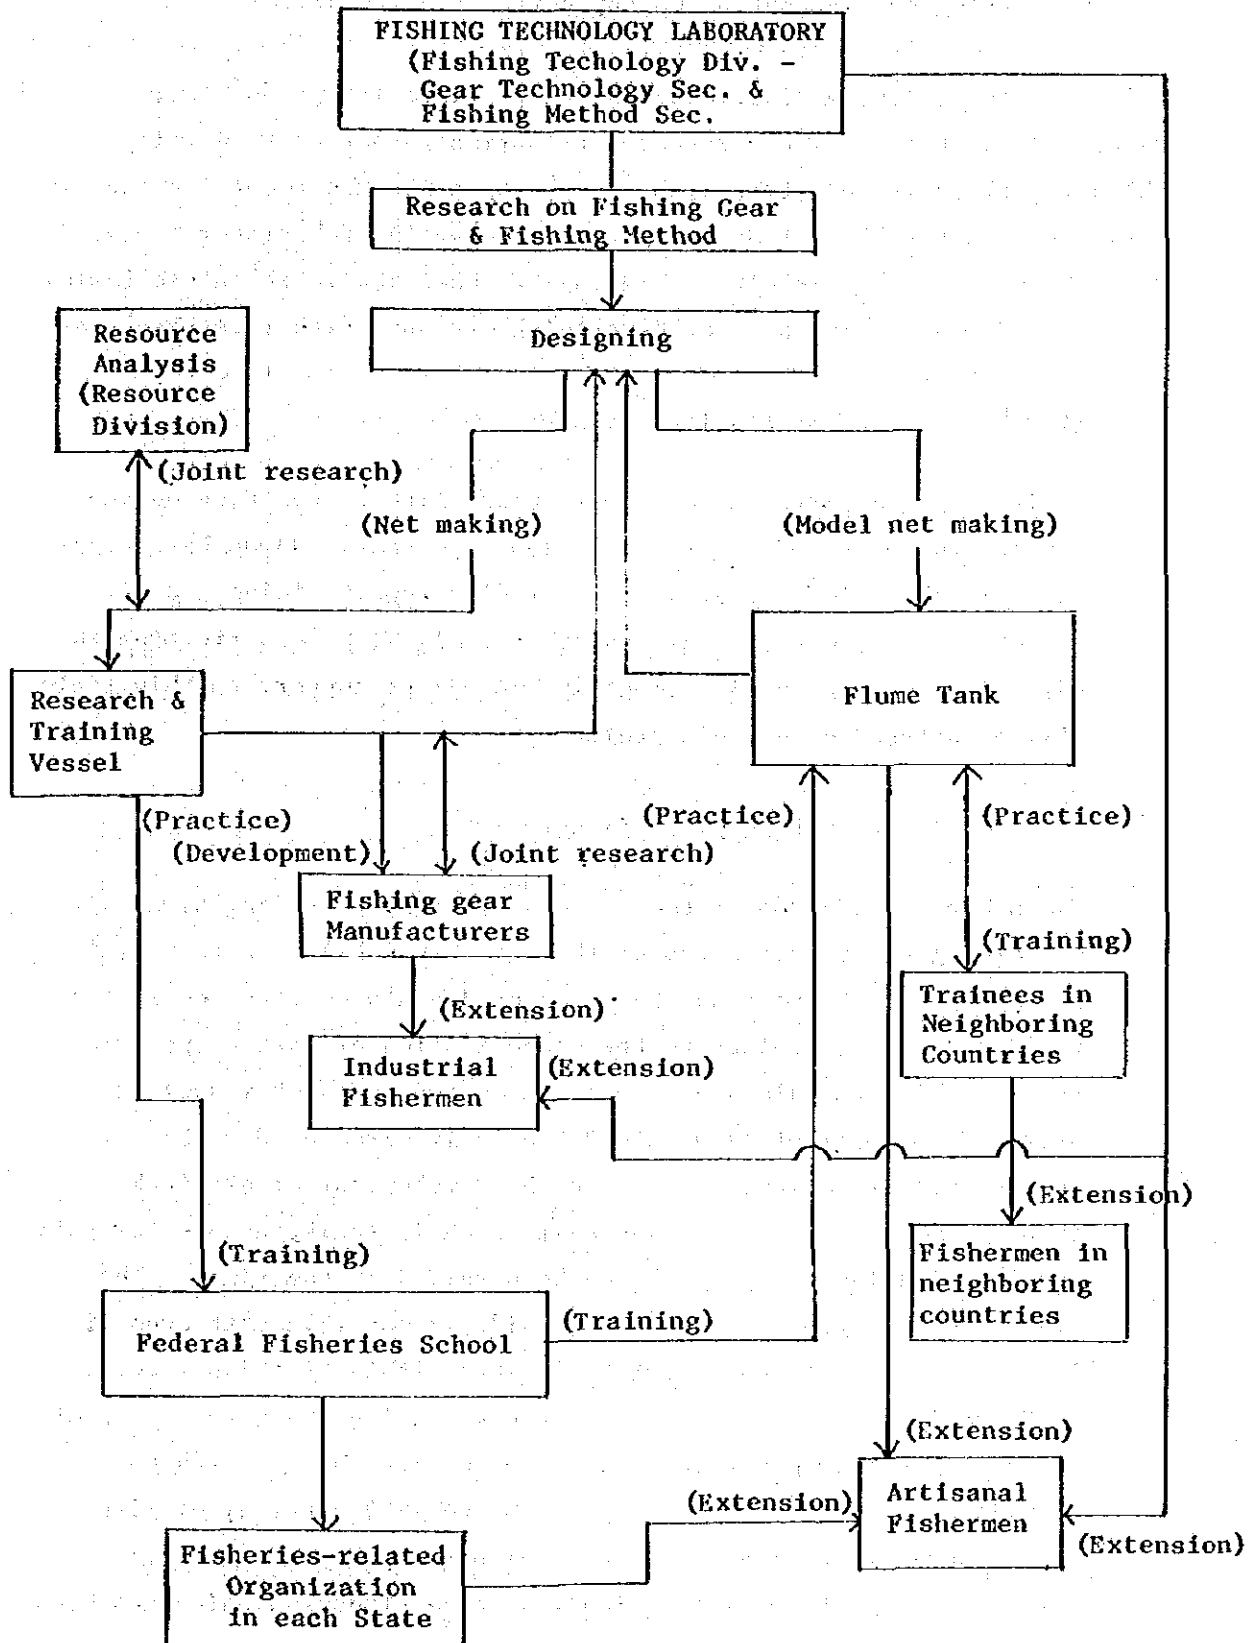 FISHING TECHNOLOGY LABORATORY
(Fishing Techology Div. -
Gear Technology Sec. &
Fishing Method Sec.
Research on Fishing Gear
& Fishing Method
Designing
Resource
Analysis
(Resource
Division)
(Joint research)
(Net making)
(Model net making)
Research &
Training
Vessel
Flume Tank
(Practice)
(Development)
(Joint research)
(Practice)
(Practice)
Fishing gear
Manufacturers
(Training)
Trainees in
Neighboring
Countries
(Extension)
Industrial
Fishermen
(Extension)
(Extension)
Fishermen in
neighboring
countries
(Training)
Federal Fisheries School
(Training)
(Extension)
Artisanal
Fishermen
(Extension)
(Extension)
Fisheries-related
Organization
in each State